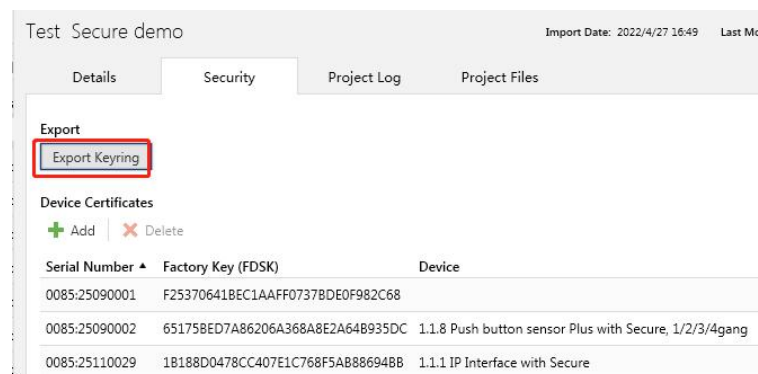 Test Secure demo
Import Date: 2022/4/27 16:49 Last Mo
Details Security Project Log Project Files
Export
Export Keyring
Device Certificates
Add Delete
Serial Number Factory Key (FDSK) Device
0085:25090001 F25370641BEC1AAFF0737BDE0F982C68
0085:25090002 65175BED7A86206A368A8E2A64B935DC 1.1.8 Push button sensor Plus with Secure, 1/2/3/4gang
0085:25110029 1B188D0478CC407E1C768F5AB88694BB 1.1.1 IP Interface with Secure